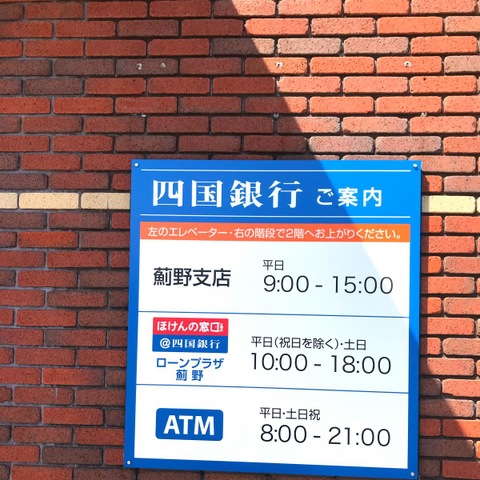 四国銀行 ご案内
左のエレベーター・右の階段で2階へお上がりください。
薊野支店
平日
9:00 - 15:00
ほけんの窓口
@四国銀行
ローンプラザ
薊野
平日(祝日を除く)・土日
10:00 - 18:00
ATM
平日・土日祝
8:00 - 21:00